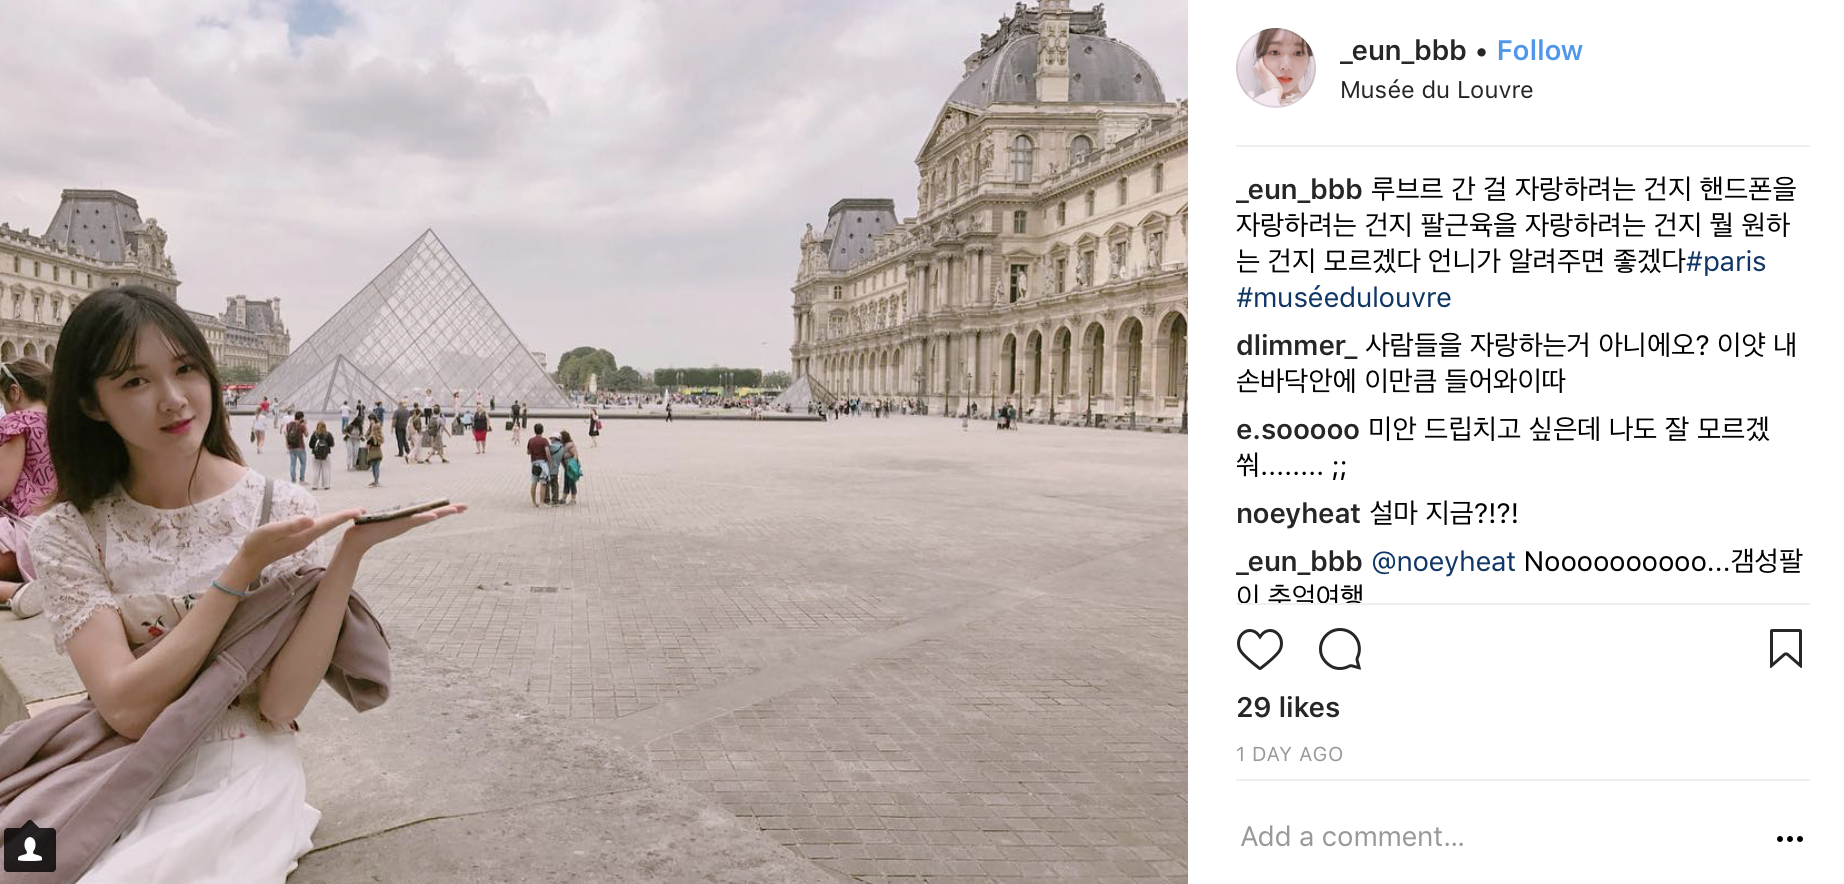 _eun_bbb • Follow
Musée du Louvre
_eun_bbb 루브르 간 걸 자랑하려는 건지 핸드폰을
자랑하려는 건지 팔근육을 자랑하려는 건지 뭘 원하
는 건지 모르겠다 언니가 알려주면 좋겠다#paris
#muséedulouvre
dlimmer_ 사람들을 자랑하는거 아니에오? 이얏 내
손바닥안에 이만큼 들어와이따
e.sooooo 미안 드립치고 싶은데 나도 잘 모르겠
쒀........ ;;
noeyheat 설마 지금?!?!
_eun_bbb @noeyheat Noooooooooo...갬성팔
이 추억여행
29 likes
1 DAY AGO
Add a comment...